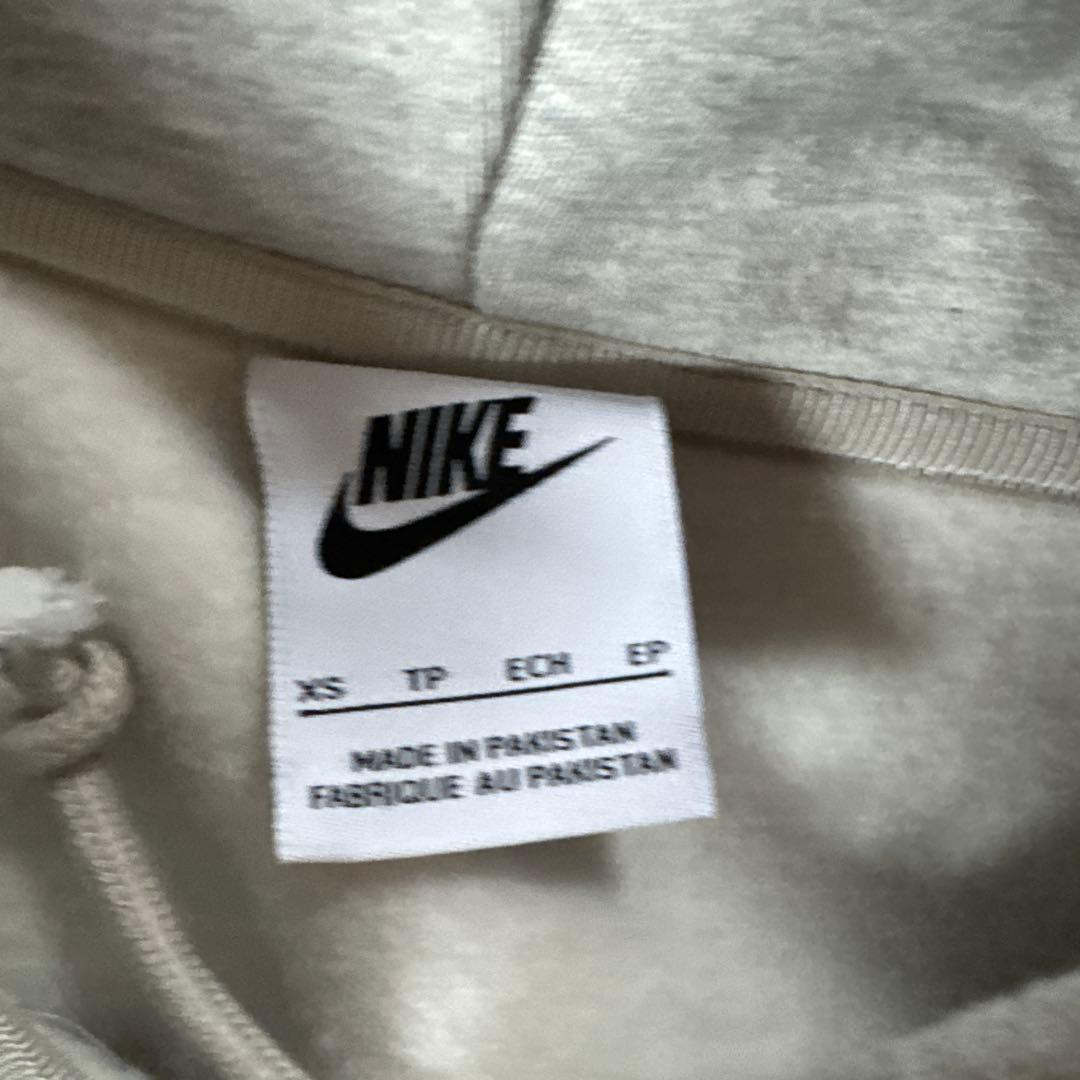 NIKE
XS TP ECH EP
MADE IN PAKISTAN
FABRIQUE AU PAKISTAN